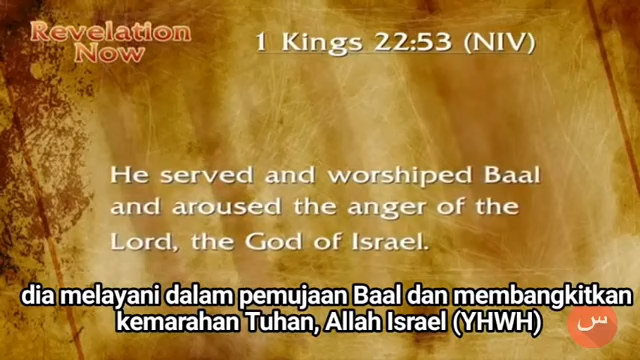 Revelation
Now
1 Kings 22:53 (NIV)
He served and worshiped Baal
and aroused the anger of the
Lord, the God of Israel.
dia melayani dalam pemujaan Baal dan membangkitkan
kemarahan Tuhan, Allah Israel (YHWH)
س